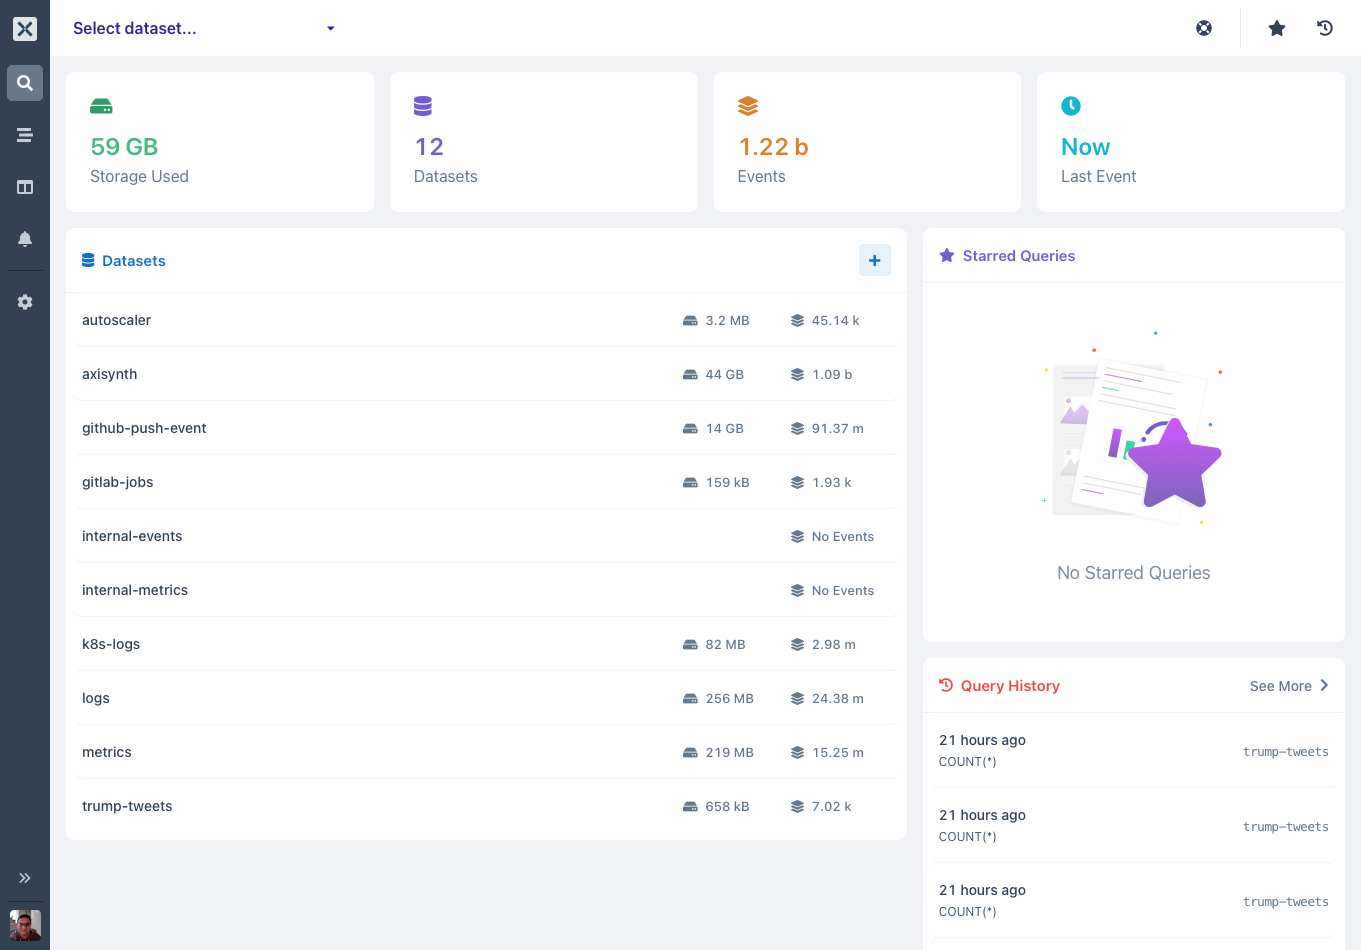 Select dataset...
59 GB
Storage Used
12
Datasets
1.22 b
Events
Now
Last Event
Datasets
autoscaler 3.2 MB 45.14 k
axisynth 44 GB 1.09 b
github-push-event 14 GB 91.37 m
gitlab-jobs 159 kB 1.93 k
internal-events No Events
internal-metrics No Events
k8s-logs 82 MB 2.98 m
logs 256 MB 24.38 m
metrics 219 MB 15.25 m
trump-tweets 658 kB 7.02 k
Starred Queries
No Starred Queries
Query History See More
21 hours ago
COUNT(*) trump-tweets
21 hours ago
COUNT(*) trump-tweets
21 hours ago
COUNT(*) trump-tweets